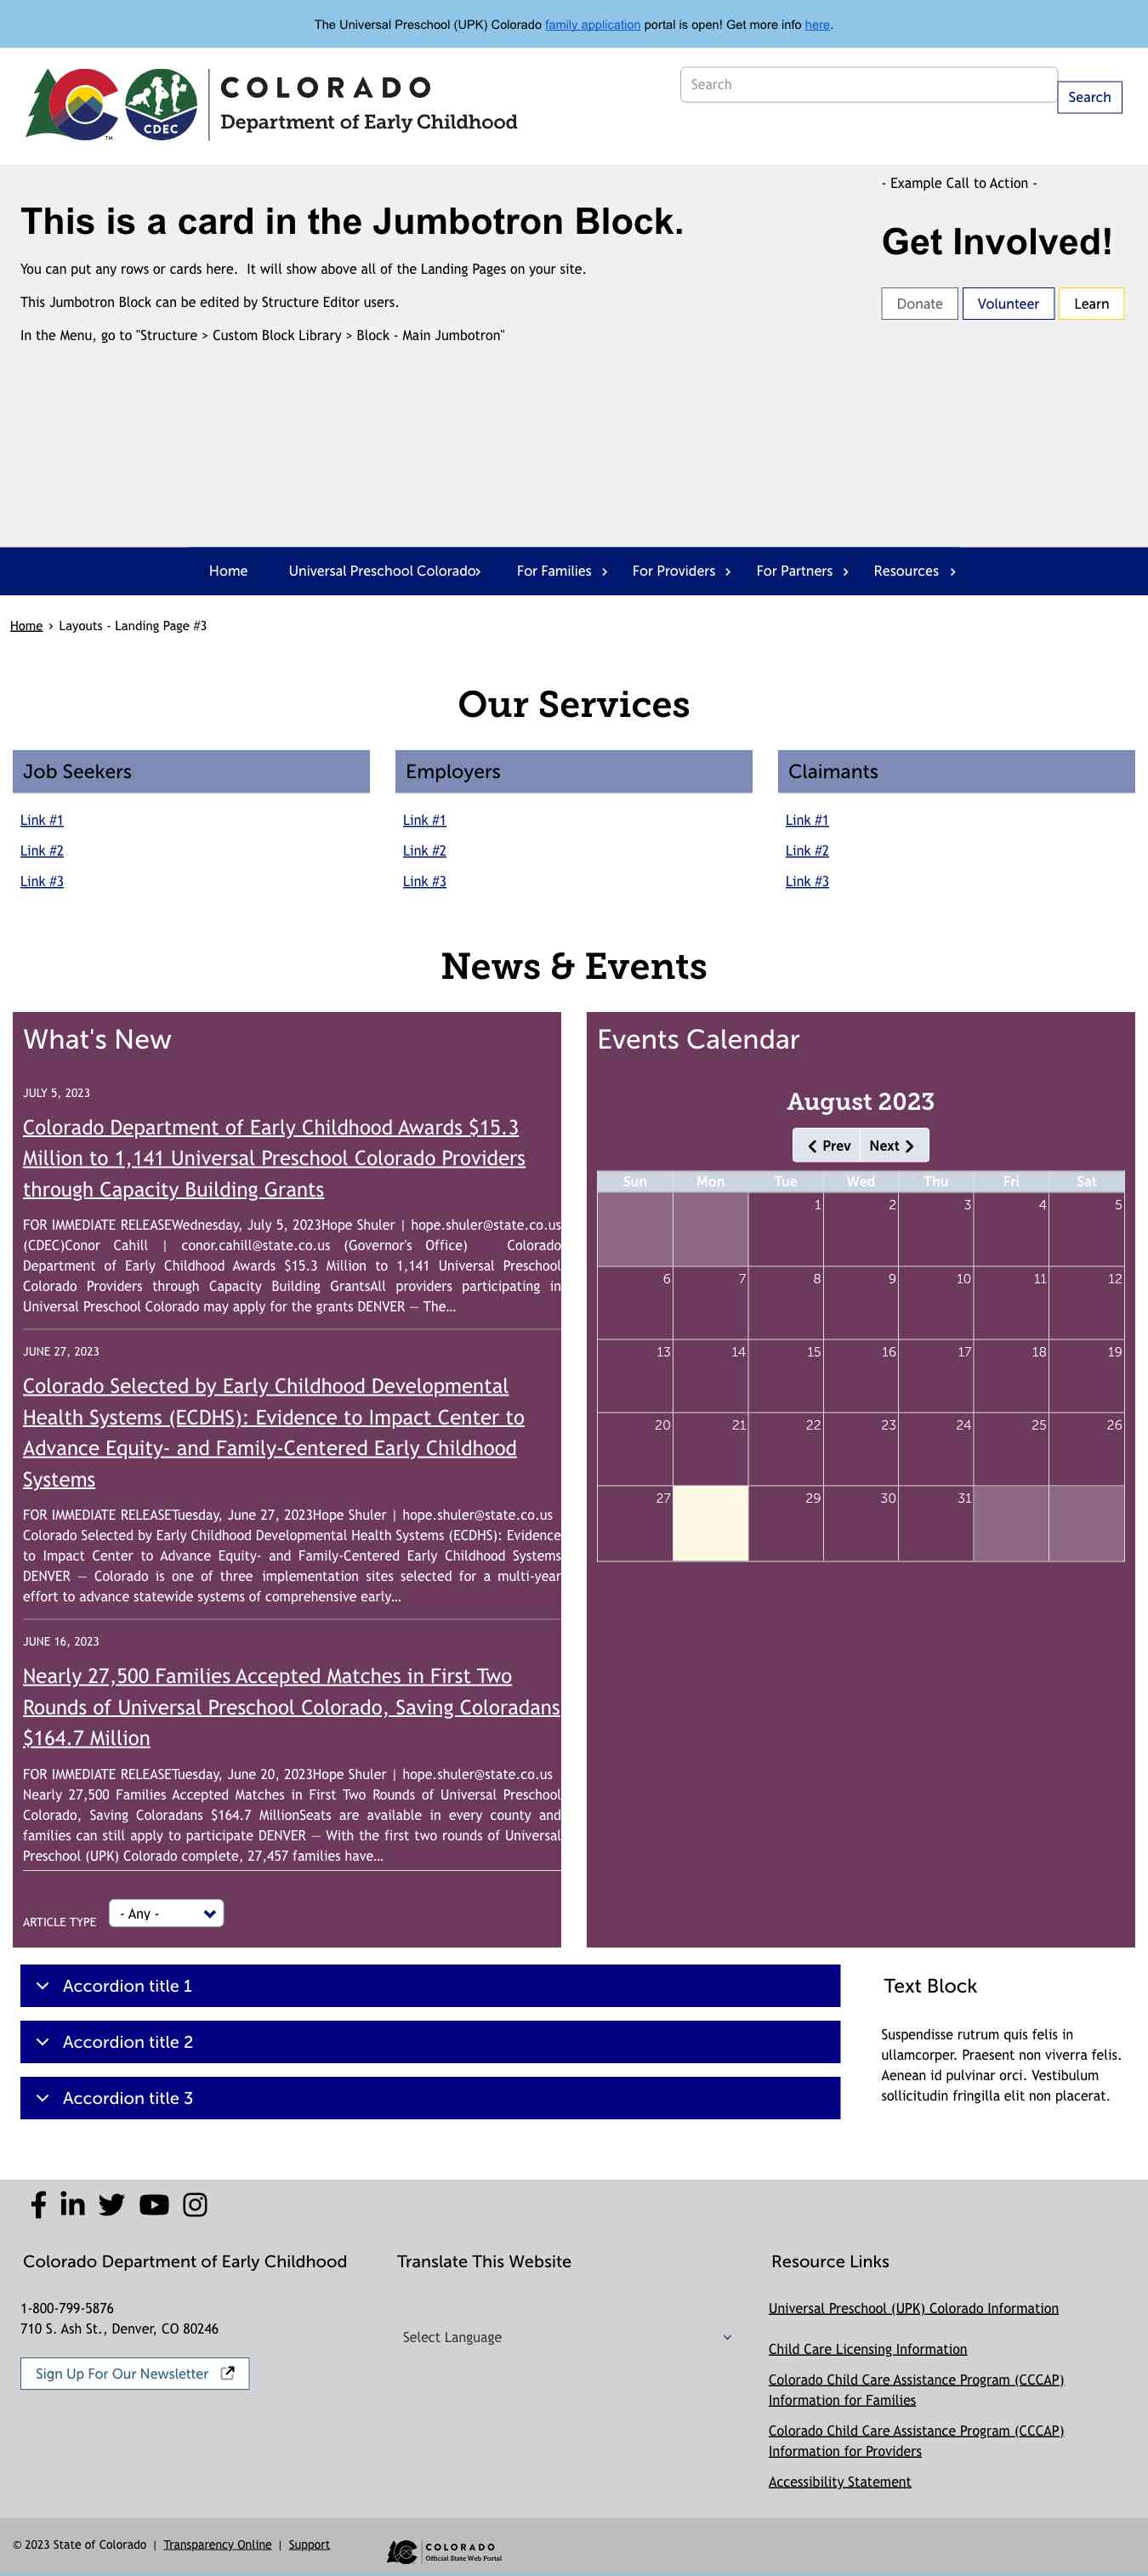 The Universal Preschool (UPK) Colorado family application portal is open! Get more info here.
CDEC
TM
COLORADO
Department of Early Childhood
Search
Search
This is a card in the Jumbotron Block.
You can put any rows or cards here.  It will show above all of the Landing Pages on your site.
This Jumbotron Block can be edited by Structure Editor users.
In the Menu, go to "Structure > Custom Block Library > Block - Main Jumbotron"
- Example Call to Action -
Get Involved!
Donate Volunteer Learn
Home Universal Preschool Colorado For Families For Providers For Partners Resources
Home › Layouts - Landing Page #3
Our Services
Job Seekers
Link #1
Link #2
Link #3
Employers
Link #1
Link #2
Link #3
Claimants
Link #1
Link #2
Link #3
News & Events
What's New
JULY 5, 2023
Colorado Department of Early Childhood Awards $15.3
Million to 1,141 Universal Preschool Colorado Providers
through Capacity Building Grants
FOR IMMEDIATE RELEASEWednesday, July 5, 2023Hope Shuler | hope.shuler@state.co.us
(CDEC)Conor Cahill | conor.cahill@state.co.us (Governor's Office) Colorado
Department of Early Childhood Awards $15.3 Million to 1,141 Universal Preschool
Colorado Providers through Capacity Building GrantsAll providers participating in
Universal Preschool Colorado may apply for the grants DENVER — The…
JUNE 27, 2023
Colorado Selected by Early Childhood Developmental
Health Systems (ECDHS): Evidence to Impact Center to
Advance Equity- and Family-Centered Early Childhood
Systems
FOR IMMEDIATE RELEASETuesday, June 27, 2023Hope Shuler | hope.shuler@state.co.us
Colorado Selected by Early Childhood Developmental Health Systems (ECDHS): Evidence
to Impact Center to Advance Equity- and Family-Centered Early Childhood Systems
DENVER — Colorado is one of three implementation sites selected for a multi-year
effort to advance statewide systems of comprehensive early…
JUNE 16, 2023
Nearly 27,500 Families Accepted Matches in First Two
Rounds of Universal Preschool Colorado, Saving Coloradans
$164.7 Million
FOR IMMEDIATE RELEASETuesday, June 20, 2023Hope Shuler | hope.shuler@state.co.us
Nearly 27,500 Families Accepted Matches in First Two Rounds of Universal Preschool
Colorado, Saving Coloradans $164.7 MillionSeats are available in every county and
families can still apply to participate DENVER — With the first two rounds of Universal
Preschool (UPK) Colorado complete, 27,457 families have…
ARTICLE TYPE - Any -
Events Calendar
August 2023
Prev Next
Sun Mon Tue Wed Thu Fri Sat
1 2 3 4 5
6 7 8 9 10 11 12
13 14 15 16 17 18 19
20 21 22 23 24 25 26
27 29 30 31
Accordion title 1
Accordion title 2
Accordion title 3
Text Block
Suspendisse rutrum quis felis in
ullamcorper. Praesent non viverra felis.
Aenean id pulvinar orci. Vestibulum
sollicitudin fringilla elit non placerat.
Colorado Department of Early Childhood
1-800-799-5876
710 S. Ash St., Denver, CO 80246
Sign Up For Our Newsletter
Translate This Website
Select Language
Resource Links
Universal Preschool (UPK) Colorado Information
Child Care Licensing Information
Colorado Child Care Assistance Program (CCCAP)
Information for Families
Colorado Child Care Assistance Program (CCCAP)
Information for Providers
Accessibility Statement
© 2023 State of Colorado | Transparency Online | Support
COLORADO
Official State Web Portal